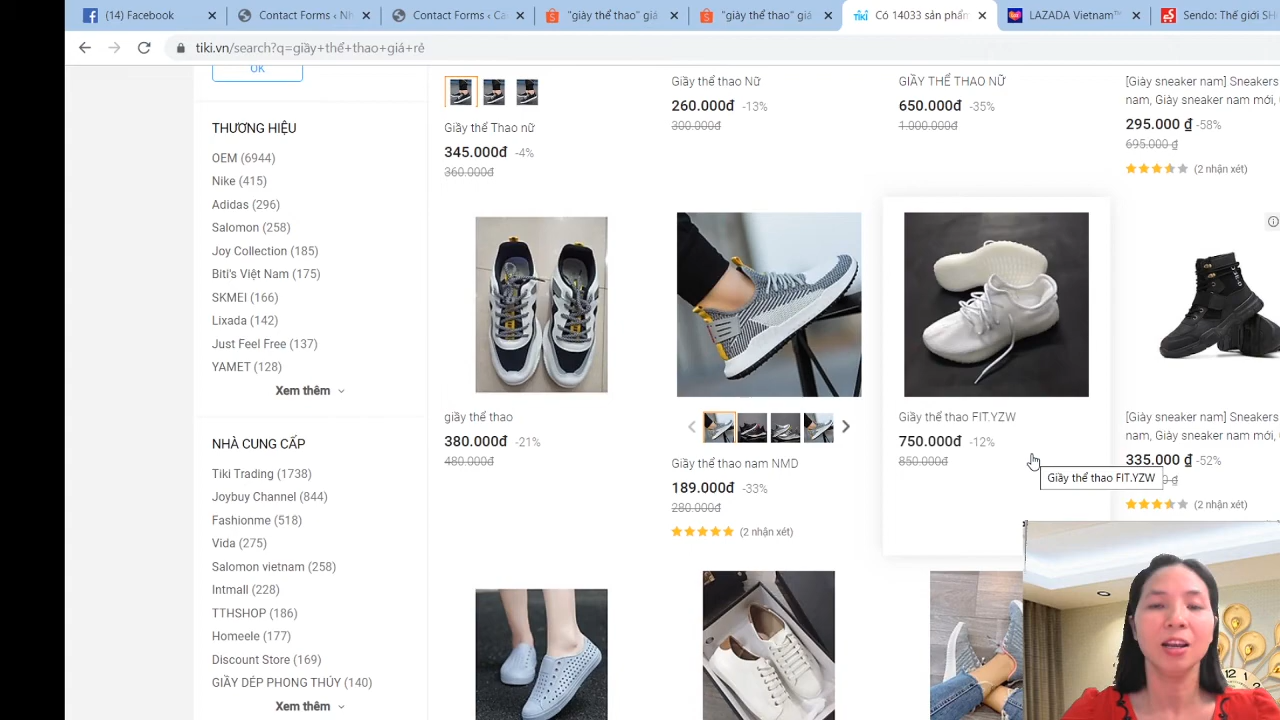 (14) Facebook
Contact Forms ‹ Nh
Contact Forms ‹ Cá
"giày thể thao" giá
"giày thể thao" giá
Có 14033 sản phẩm
LAZADA Vietnam™
Sendo: Thế giới SH
tiki.vn/search?q=giầy+thể+thao+giá+rẻ
OK
THƯƠNG HIỆU
OEM (6944)
Nike (415)
Adidas (296)
Salomon (258)
Joy Collection (185)
Biti's Việt Nam (175)
SKMEI (166)
Lixada (142)
Just Feel Free (137)
YAMET (128)
Xem thêm
NHÀ CUNG CẤP
Tiki Trading (1738)
Joybuy Channel (844)
Fashionme (518)
Vida (275)
Salomon vietnam (258)
Intmall (228)
TTHSHOP (186)
Homeele (177)
Discount Store (169)
GIẦY DÉP PHONG THỦY (140)
Xem thêm
Giầy thể Thao nữ
345.000đ -4%
360.000đ
Giầy thể thao Nữ
260.000đ -13%
300.000đ
GIẦY THỂ THAO NỮ
650.000đ -35%
1.000.000đ
[Giày sneaker nam] Sneakers
nam, Giày sneaker nam mới,
295.000 ₫ -58%
695.000 ₫
(2 nhận xét)
giầy thể thao
380.000đ -21%
480.000đ
Giầy thể thao nam NMD
189.000đ -33%
280.000đ
(2 nhận xét)
Giầy thể thao FIT.YZW
750.000đ -12%
850.000đ
Giầy thể thao FIT.YZW
[Giày sneaker nam] Sneakers
nam, Giày sneaker nam mới,
335.000 ₫ -52%
(2 nhận xét)